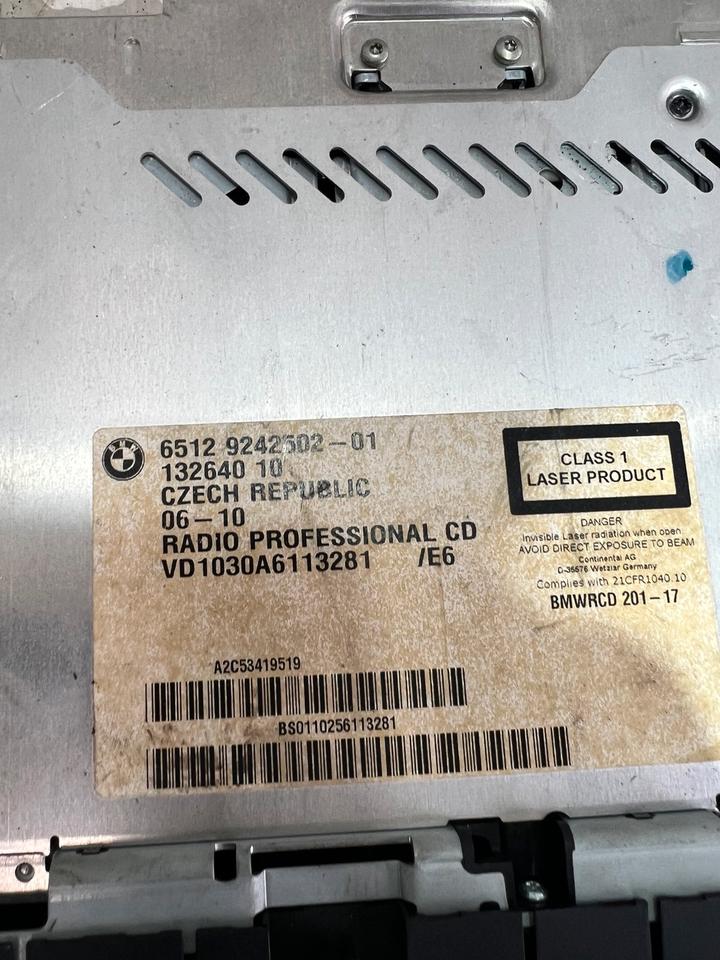 BMW
6512 9242502-01
132640 10
CZECH REPUBLIC
06-10
RADIO PROFESSIONAL CD
VD1030A6113281 /E6
CLASS 1
LASER PRODUCT
DANGER
Invisible Laser radiation when open
AVOID DIRECT EXPOSURE TO BEAM
Continental AG
D-35576 Wetzlar Germany
Complies with 21CFR1040.10
BMWRCD 201-17
A2C53419519
BS0110256113281